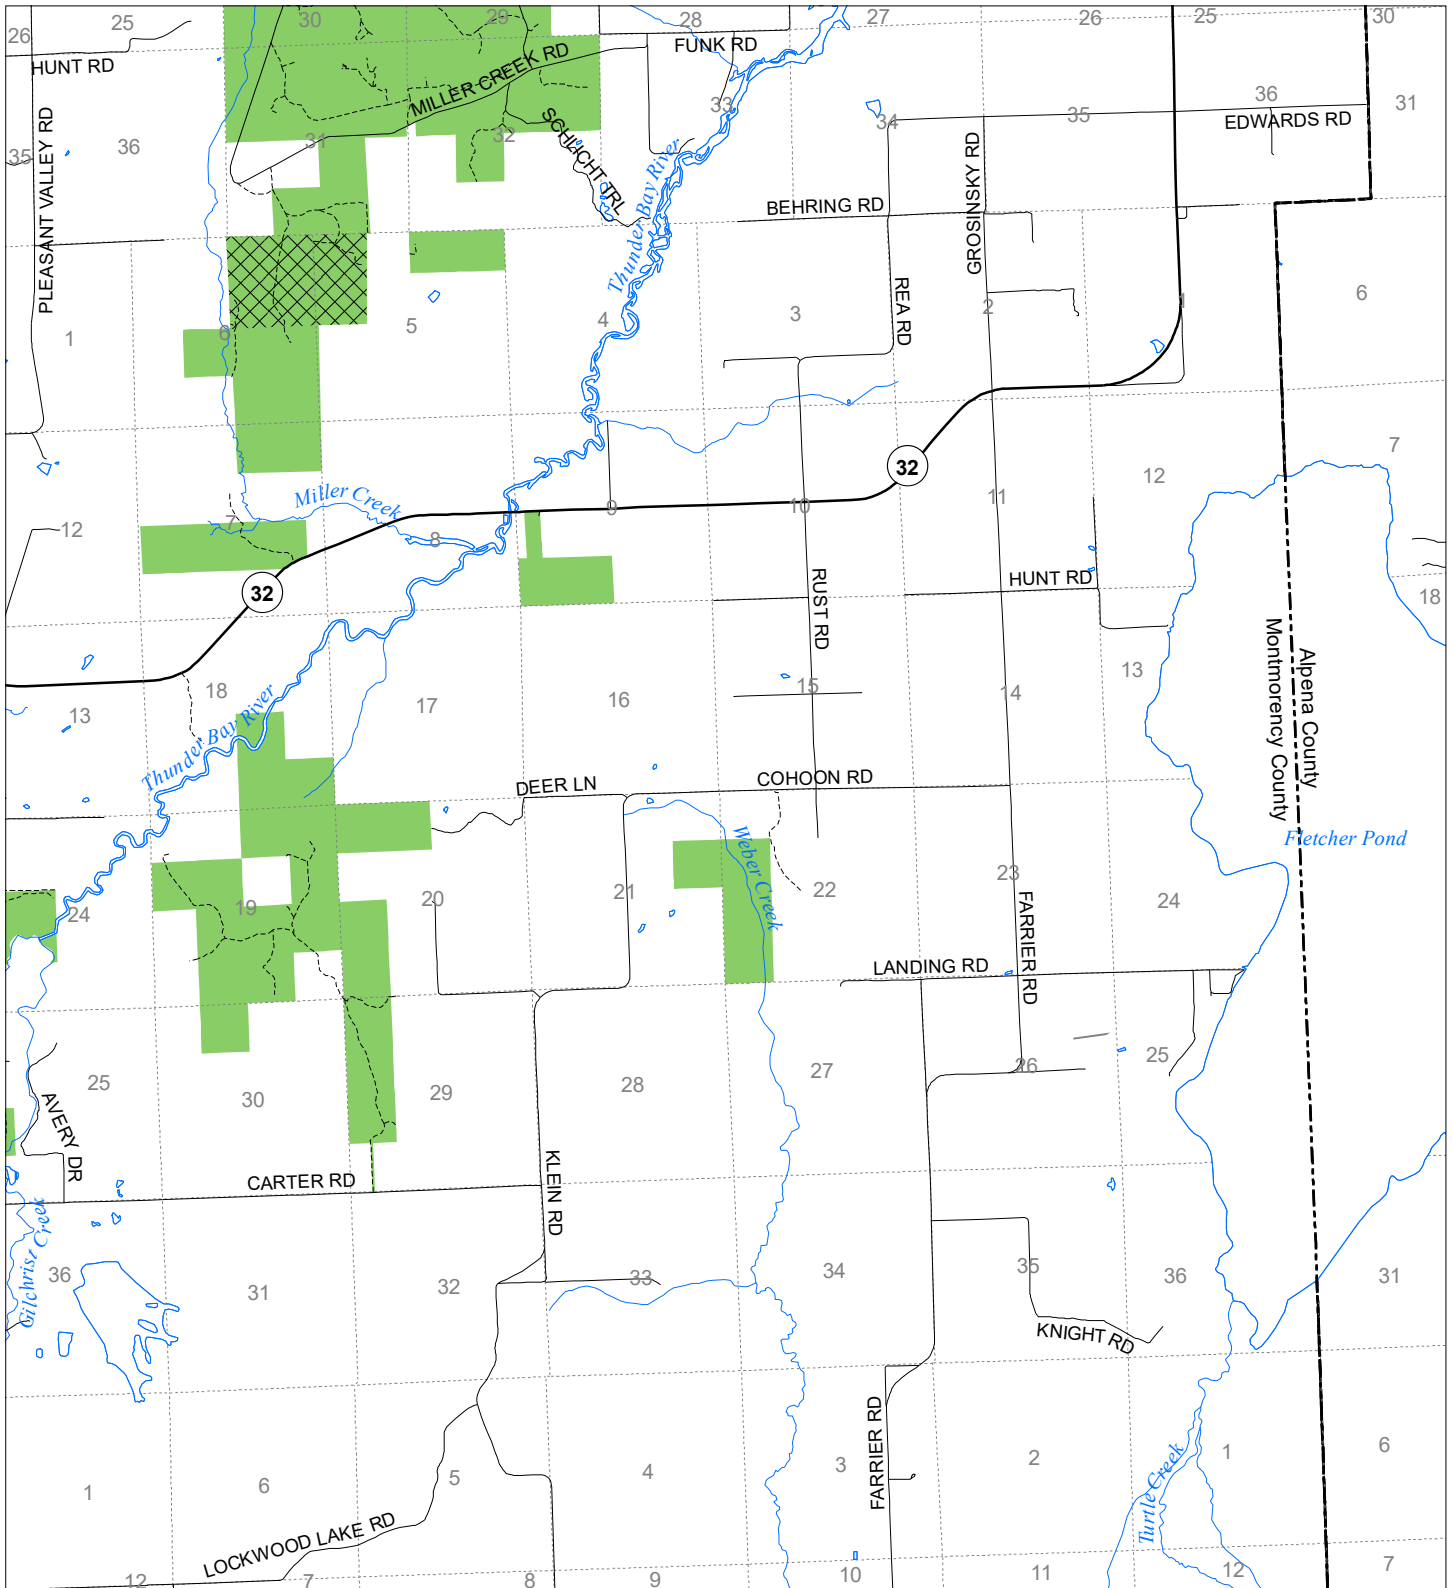 25
30
29
28
27
26
25
30
26
HUNT RD
MILLER CREEK RD
FUNK RD
PLEASANT VALLEY RD
35
36
31
32
SCHLICHT TRL
33
34
35
36
31
EDWARDS RD
Thunder Bay River
BEHRING RD
GROSINSKY RD
REA RD
1
6
5
4
3
2
1
6
32
12
7
Miller Creek
8
9
10
11
12
7
32
RUST RD
HUNT RD
18
13
18
Thunder Bay River
17
16
15
14
13
Alpena County
Montmorency County
DEER LN
COHOON RD
Fletcher Pond
Weber Creek
24
19
20
21
22
23
24
FARRIER RD
LANDING RD
25
30
29
28
27
26
25
AVERY DR
CARTER RD
KLEIN RD
Gilchrist Creek
36
31
32
33
34
35
36
31
KNIGHT RD
FARRIER RD
1
6
5
4
3
2
1
6
Turtle Creek
LOCKWOOD LAKE RD
12
7
8
9
10
11
12
7